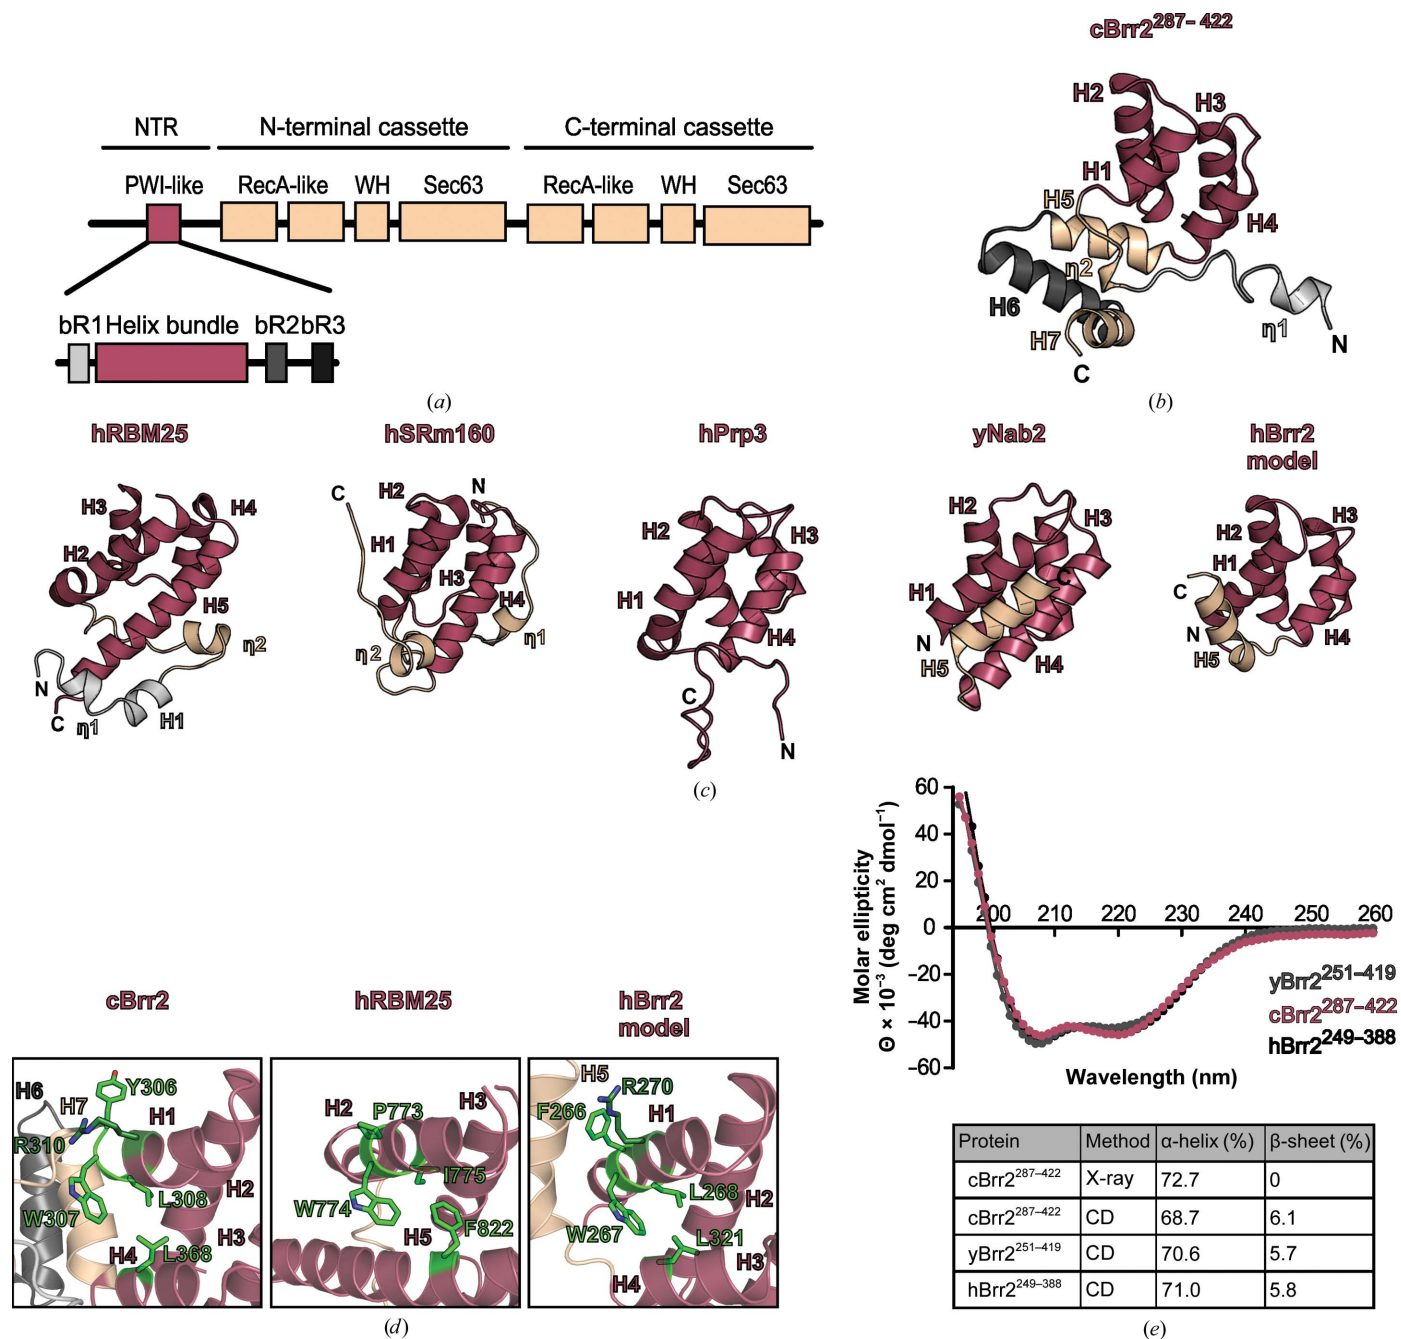 NTR N-terminal cassette C-terminal cassette
PWI-like RecA-like WH Sec63 RecA-like WH Sec63
bR1 Helix bundle bR2 bR3
(a)
cBrr2²⁸⁷⁻⁴²²
H2
H3
H1
H5
H4
η2
H6
η1
H7
N
C
(b)
hRBM25
H3
H4
H2
H5
η2
N
C
η1
H1
hSRm160
C
H2
N
H1
H3
H4
η2
η1
hPrp3
H2
H3
H1
H4
C
N
yNab2
H2
H3
C
H1
N
H5
H4
hBrr2
model
H2
H3
H1
C
N
H5
H4
(c)
cBrr2
H6
Y306
H7
H1
R310
L308
H2
W307
H3
H4
L368
hRBM25
H2
P773
H3
I775
W774
H5
F822
hBrr2
model
H5
R270
F266
H1
L268
H2
W267
L321
H3
H4
(d)
Molar ellipticity
Θ × 10⁻³ (deg cm² dmol⁻¹)
60
40
20
0
−20
−40
−60
200 210 220 230 240 250 260
yBrr2²⁵¹⁻⁴¹⁹
cBrr2²⁸⁷⁻⁴²²
hBrr2²⁴⁹⁻³⁸⁸
Wavelength (nm)
Protein Method α-helix (%) β-sheet (%)
cBrr2²⁸⁷⁻⁴²² X-ray 72.7 0
cBrr2²⁸⁷⁻⁴²² CD 68.7 6.1
yBrr2²⁵¹⁻⁴¹⁹ CD 70.6 5.7
hBrr2²⁴⁹⁻³⁸⁸ CD 71.0 5.8
(e)